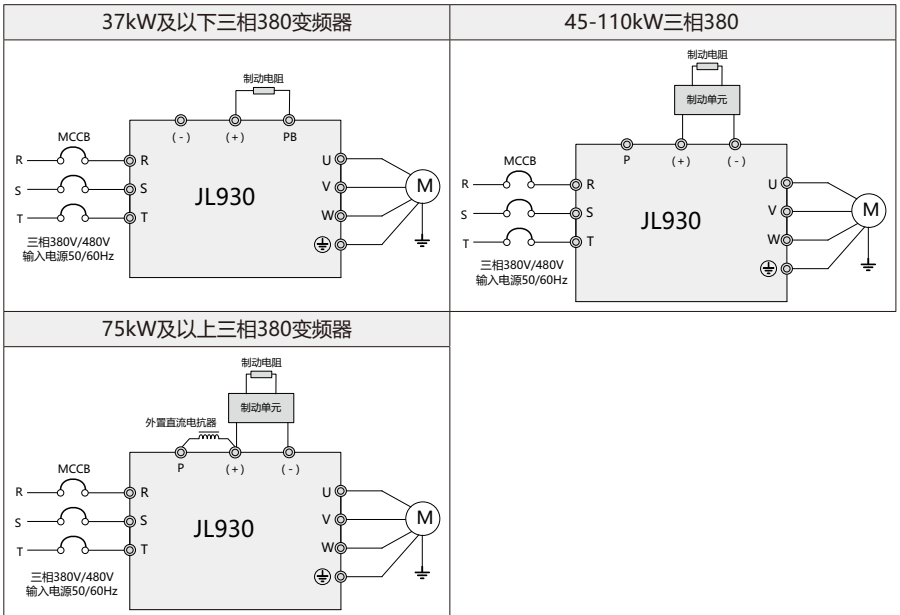 37kW及以下三相380变频器
制动电阻
(-) (+) PB
MCCB
R R U
S S V
T T W
JL930
M
三相380V/480V
输入电源50/60Hz
45-110kW三相380
制动电阻
制动单元
P (+) (-)
MCCB
R R U
S S V
T T W
JL930
M
三相380V/480V
输入电源50/60Hz
75kW及以上三相380变频器
制动电阻
制动单元
外置直流电抗器
P (+) (-)
MCCB
R R U
S S V
T T W
JL930
M
三相380V/480V
输入电源50/60Hz